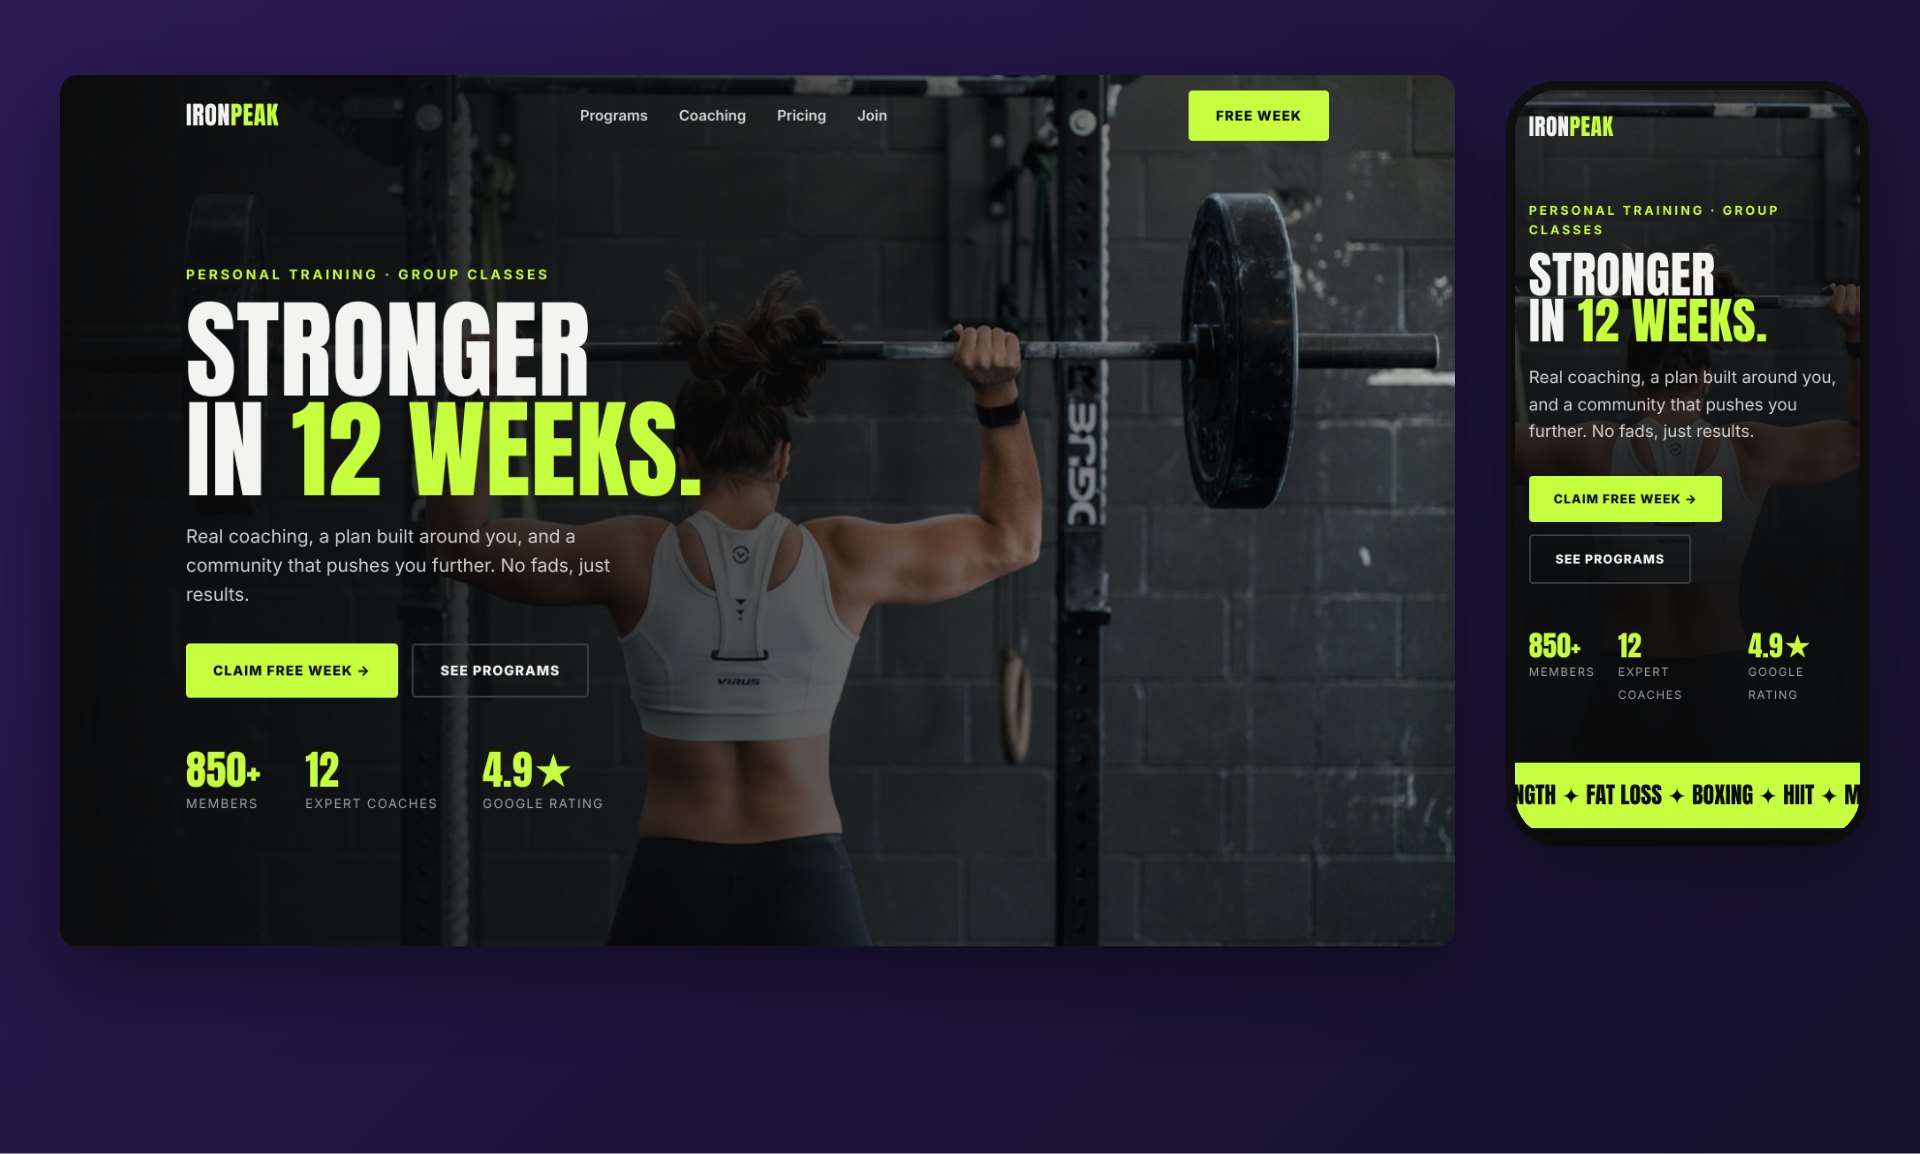 IRONPEAK
Programs Coaching Pricing Join
FREE WEEK
PERSONAL TRAINING · GROUP CLASSES
STRONGER
IN 12 WEEKS.
Real coaching, a plan built around you, and a
community that pushes you further. No fads, just
results.
CLAIM FREE WEEK →
SEE PROGRAMS
850+
MEMBERS
12
EXPERT COACHES
4.9★
GOOGLE RATING
VIRUS
IRONPEAK
PERSONAL TRAINING · GROUP
CLASSES
STRONGER
IN 12 WEEKS.
Real coaching, a plan built around you,
and a community that pushes you
further. No fads, just results.
CLAIM FREE WEEK →
SEE PROGRAMS
850+
MEMBERS
12
EXPERT
COACHES
4.9★
GOOGLE
RATING
NGTH ✦ FAT LOSS ✦ BOXING ✦ HIIT ✦ M